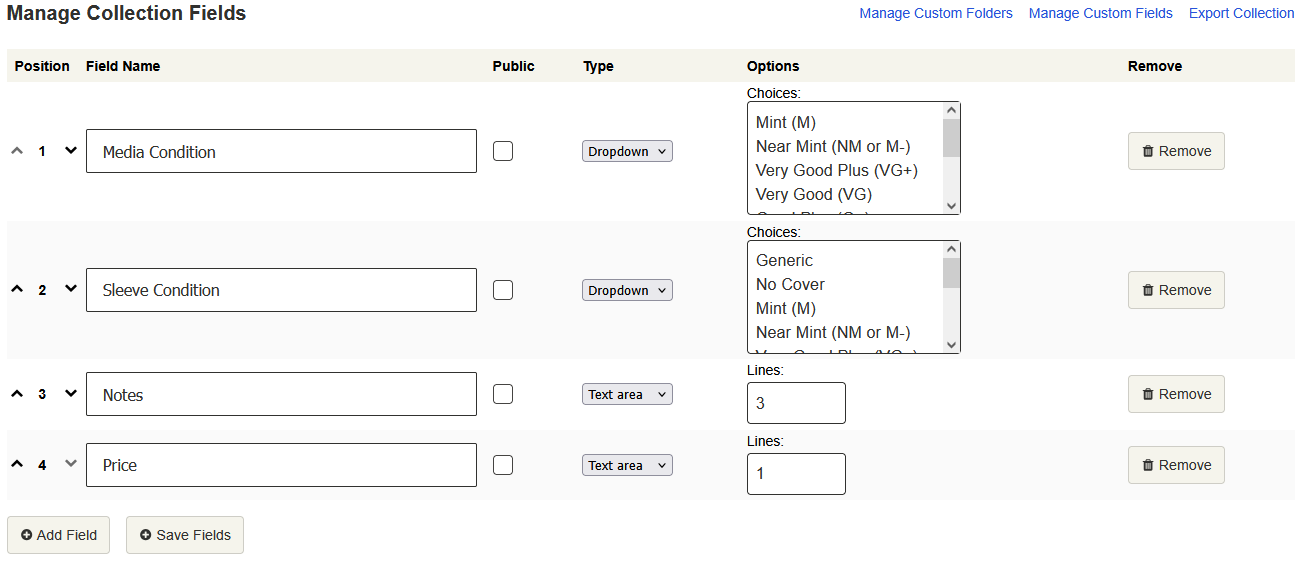 Manage Collection Fields
Manage Custom Folders Manage Custom Fields Export Collection
Position Field Name Public Type Options Remove
Choices:
1 Media Condition Dropdown Remove
Mint (M)
Near Mint (NM or M-)
Very Good Plus (VG+)
Very Good (VG)
Choices:
2 Sleeve Condition Dropdown Remove
Generic
No Cover
Mint (M)
Near Mint (NM or M-)
Lines:
3 Notes Text area 3 Remove
Lines:
4 Price Text area 1 Remove
Add Field Save Fields